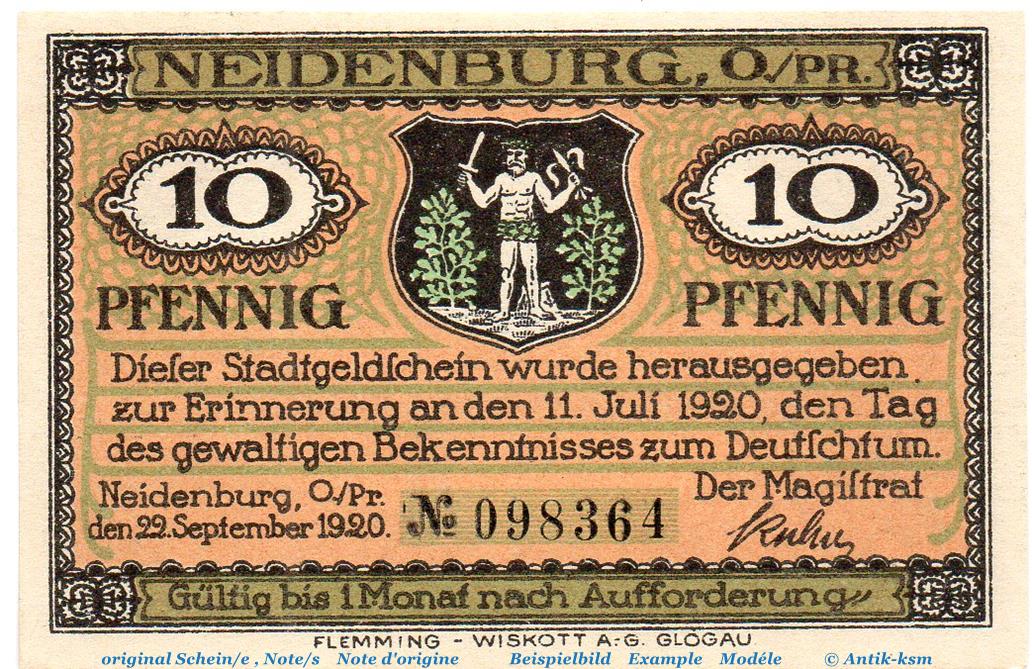 NEIDENBURG, O./PR.
10 10
PFENNIG PFENNIG
Dieſer Stadtgeldſchein wurde herausgegeben
zur Erinnerung an den 11. Juli 1920, den Tag
des gewaltigen Bekenntnisses zum Deutſchtum.
Neidenburg, O./Pr. Der Magiſtrat
den 22. September 1920. № 098364
Gültig bis 1 Monat nach Aufforderung
FLEMMING - WISKOTT A.-G. GLOGAU
original Schein/e , Note/s Note d'origine Beispielbild Example Modéle © Antik-ksm